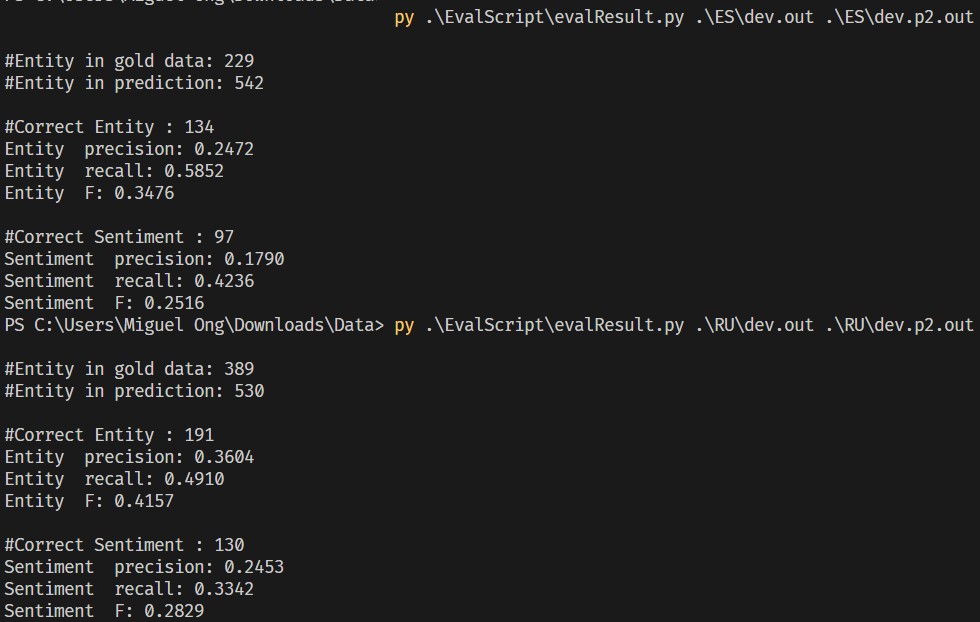 py .\EvalScript\evalResult.py .\ES\dev.out .\ES\dev.p2.out
#Entity in gold data: 229
#Entity in prediction: 542
#Correct Entity : 134
Entity  precision: 0.2472
Entity  recall: 0.5852
Entity  F: 0.3476
#Correct Sentiment : 97
Sentiment  precision: 0.1790
Sentiment  recall: 0.4236
Sentiment  F: 0.2516
PS C:\Users\Miguel Ong\Downloads\Data> py .\EvalScript\evalResult.py .\RU\dev.out .\RU\dev.p2.out
#Entity in gold data: 389
#Entity in prediction: 530
#Correct Entity : 191
Entity  precision: 0.3604
Entity  recall: 0.4910
Entity  F: 0.4157
#Correct Sentiment : 130
Sentiment  precision: 0.2453
Sentiment  recall: 0.3342
Sentiment  F: 0.2829